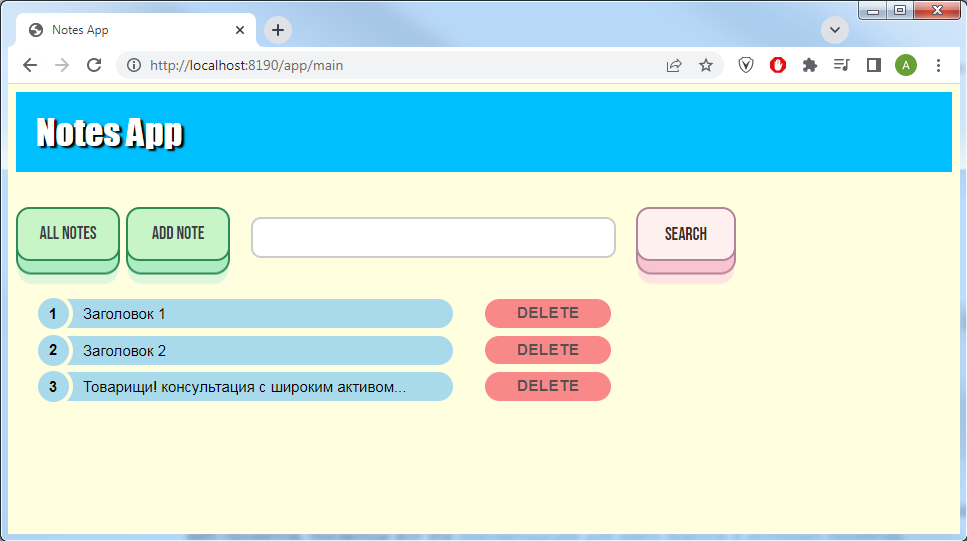 Notes App
http://localhost:8190/app/main
A
Notes App
ALL NOTES
ADD NOTE
SEARCH
1 Заголовок 1 DELETE
2 Заголовок 2 DELETE
3 Товарищи! консультация с широким активом... DELETE